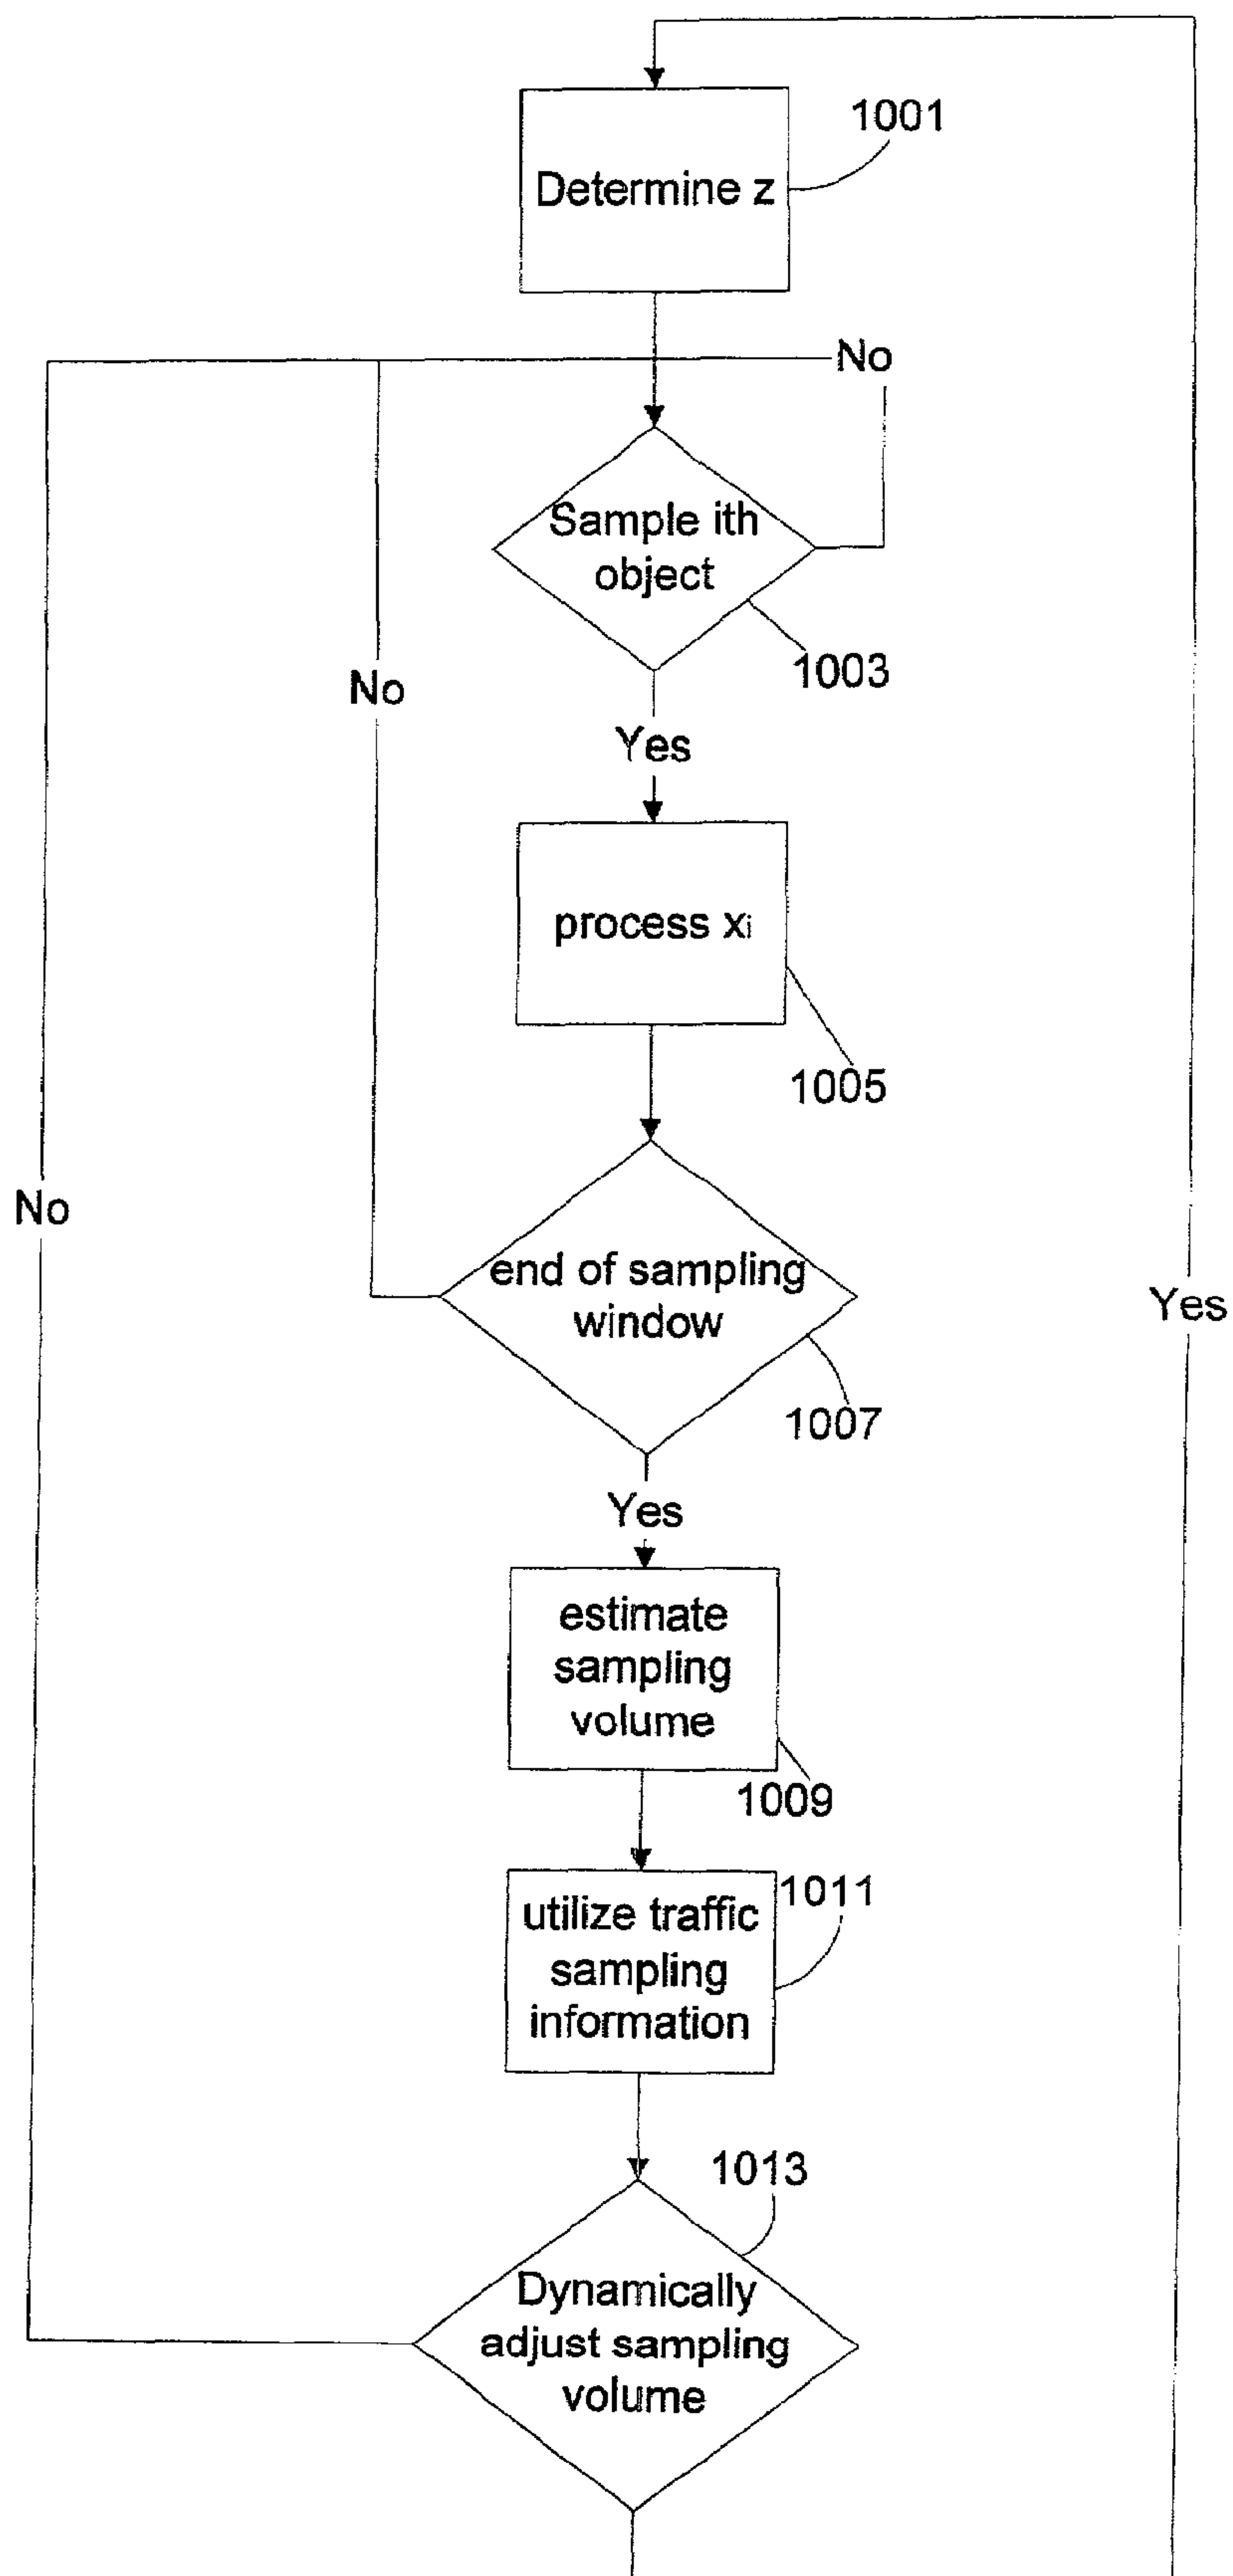 1001
Determine z
No
Sample ith
object
1003
No
Yes
process xi
1005
No
end of sampling
window
Yes
1007
Yes
estimate
sampling
volume
1009
1011
utilize traffic
sampling
information
1013
Dynamically
adjust sampling
volume